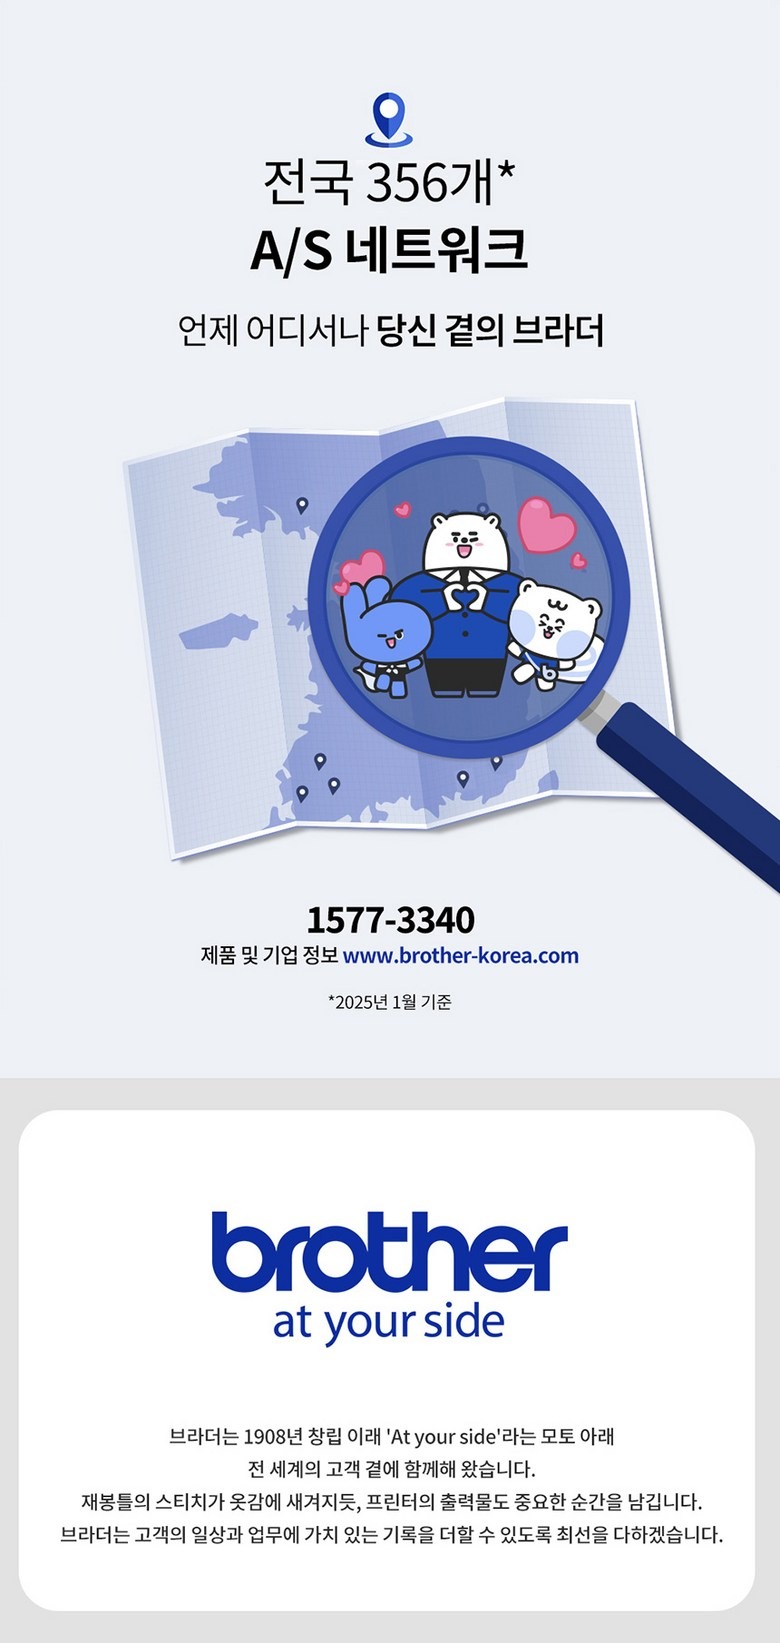 전국 356개*
A/S 네트워크
언제 어디서나 당신 곁의 브라더
1577-3340
제품 및 기업 정보 www.brother-korea.com
*2025년 1월 기준
brother
at your side
브라더는 1908년 창립 이래 'At your side'라는 모토 아래
전 세계의 고객 곁에 함께해 왔습니다.
재봉틀의 스티치가 옷감에 새겨지듯, 프린터의 출력물도 중요한 순간을 남깁니다.
브라더는 고객의 일상과 업무에 가치 있는 기록을 더할 수 있도록 최선을 다하겠습니다.